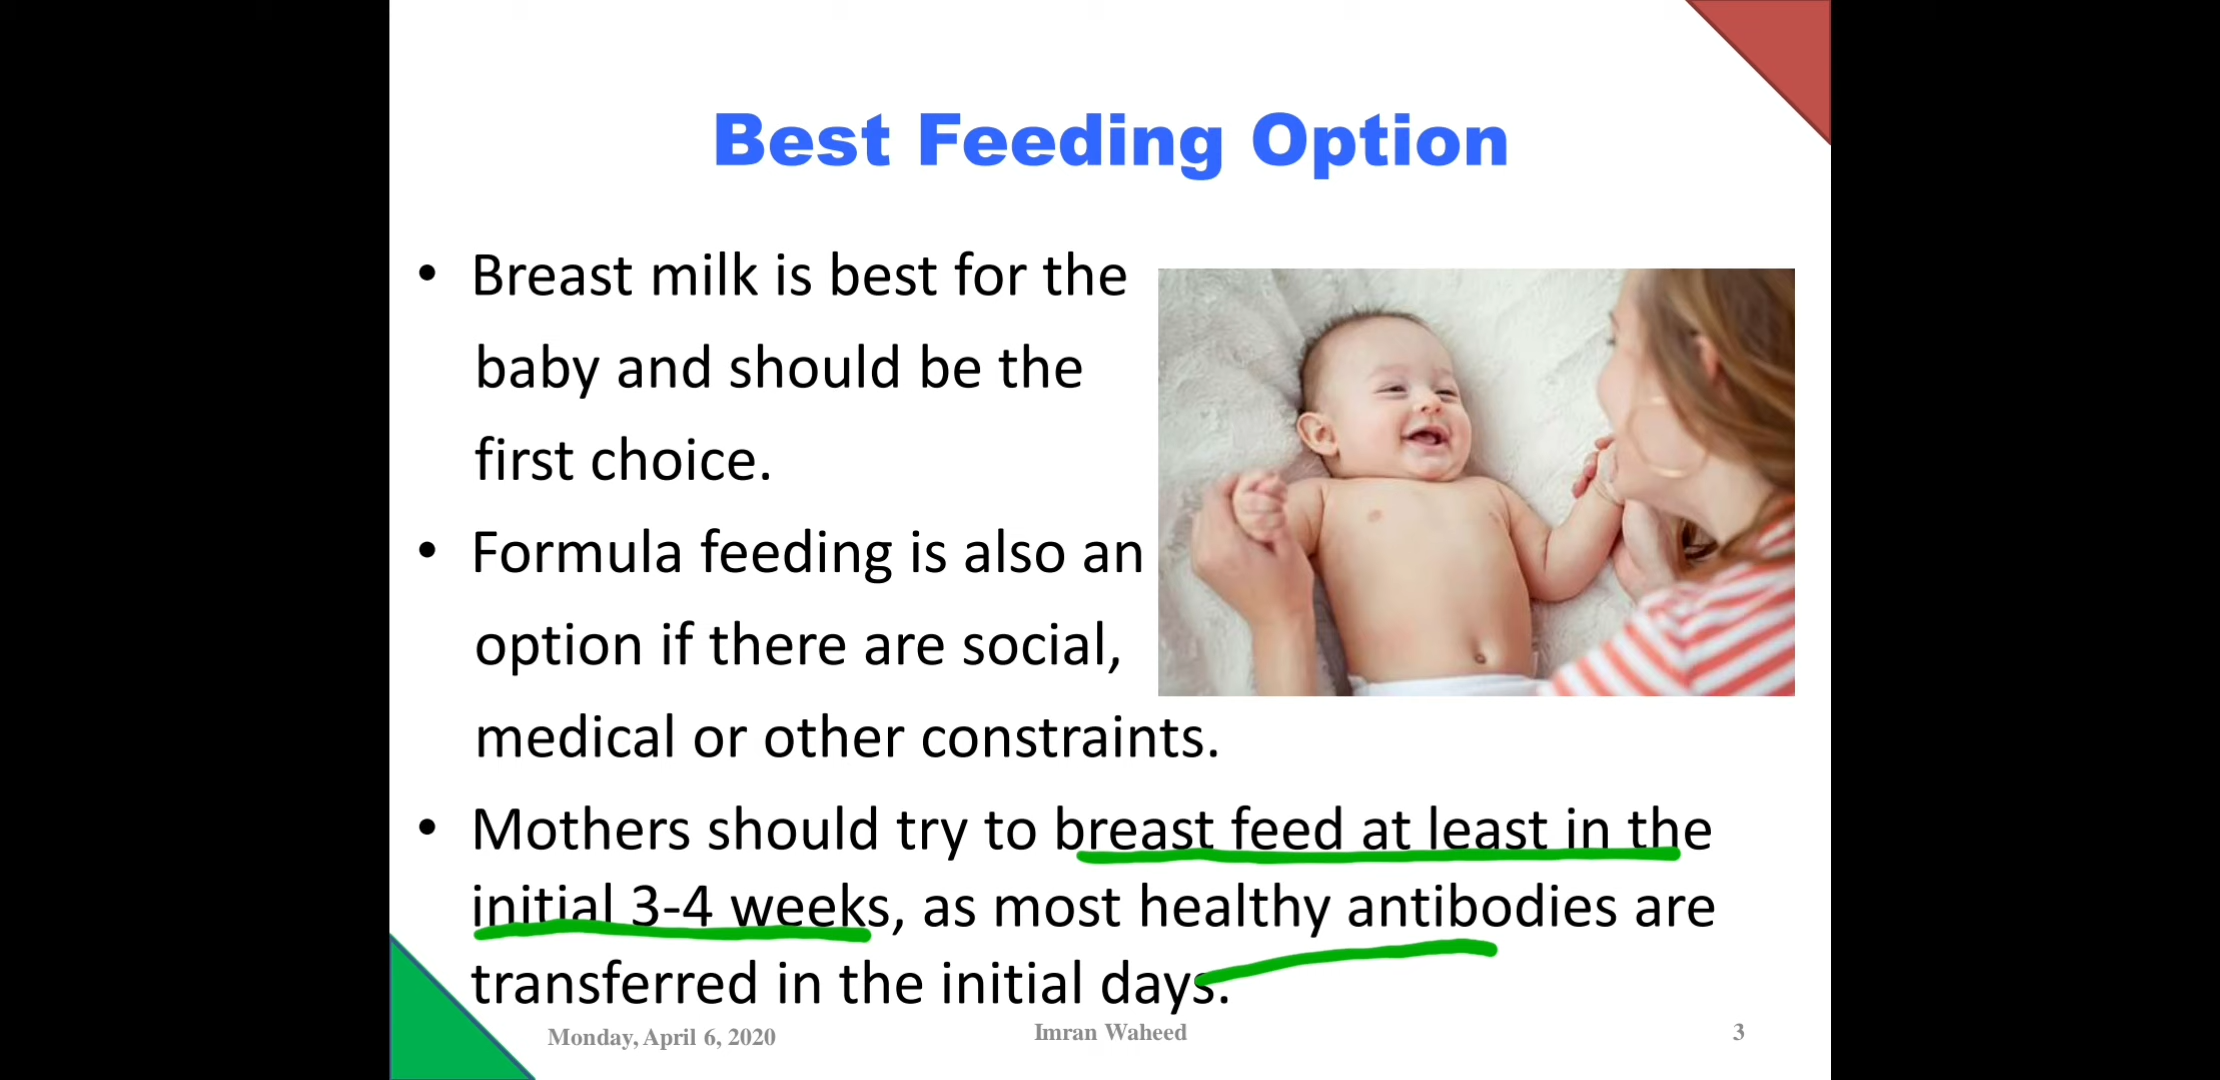 Best Feeding Option
• Breast milk is best for the
baby and should be the
first choice.
• Formula feeding is also an
option if there are social,
medical or other constraints.
• Mothers should try to breast feed at least in the
initial 3-4 weeks, as most healthy antibodies are
transferred in the initial days.
Monday, April 6, 2020
Imran Waheed
3